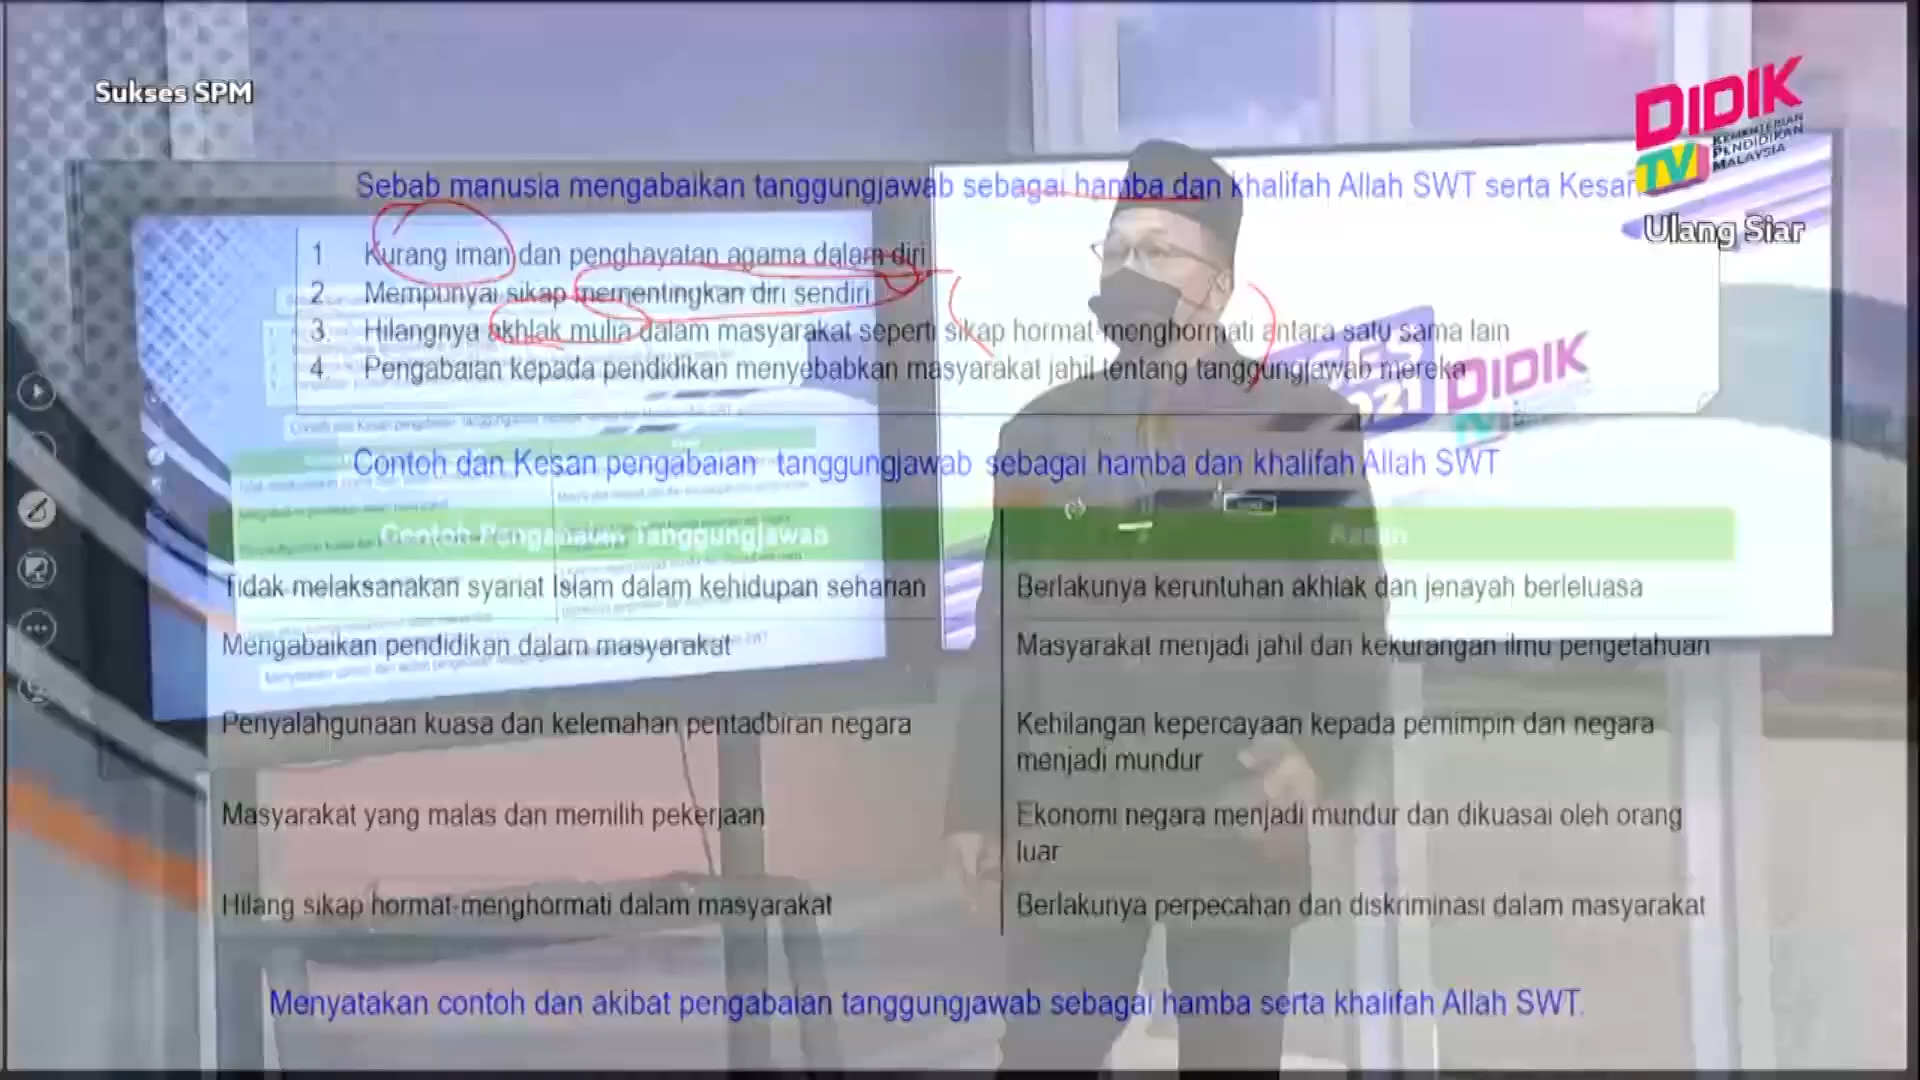 Sukses SPM
DIDIK
TV
KEMENTERIAN
PENDIDIKAN
MALAYSIA
Ulang Siar
Sebab manusia mengabaikan tanggungjawab sebagai hamba dan khalifah Allah SWT serta Kesan
1 Kurang iman dan penghayatan agama dalam diri
2 Mempunyai sikap mementingkan diri sendiri
3. Hilangnya akhlak mulia dalam masyarakat seperti sikap hormat-menghormati antara satu sama lain
4. Pengabaian kepada pendidikan menyebabkan masyarakat jahil tentang tanggungjawab mereka
DIDIK
Contoh dan Kesan pengabaian tanggungjawab sebagai hamba dan khalifah Allah SWT
Contoh Pengabaian Tanggungjawab
Tidak melaksanakan syariat Islam dalam kehidupan seharian
Berlakunya keruntuhan akhlak dan jenayah berleluasa
Mengabaikan pendidikan dalam masyarakat
Masyarakat menjadi jahil dan kekurangan ilmu pengetahuan
Penyalahgunaan kuasa dan kelemahan pentadbiran negara
Kehilangan kepercayaan kepada pemimpin dan negara
menjadi mundur
Masyarakat yang malas dan memilih pekerjaan
Ekonomi negara menjadi mundur dan dikuasai oleh orang
luar
Hilang sikap hormat-menghormati dalam masyarakat
Berlakunya perpecahan dan diskriminasi dalam masyarakat
Menyatakan contoh dan akibat pengabaian tanggungjawab sebagai hamba serta khalifah Allah SWT.